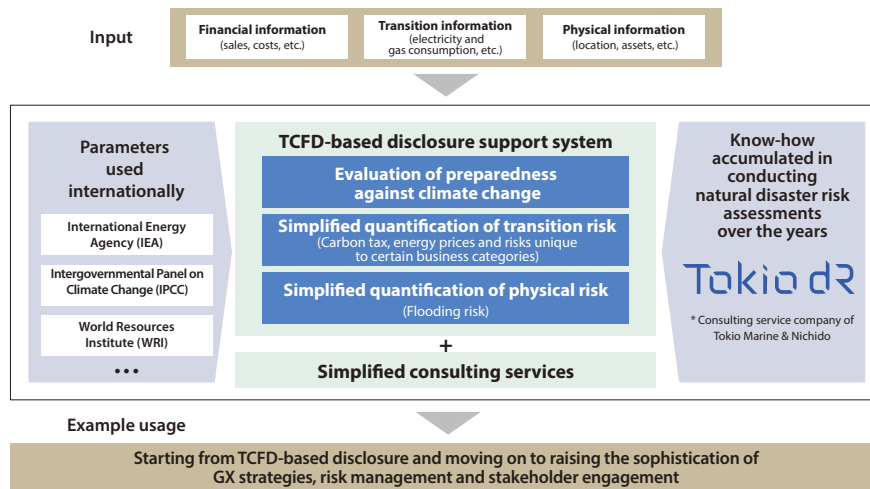 Input
Financial information
(sales, costs, etc.)
Transition information
(electricity and
gas consumption, etc.)
Physical information
(location, assets, etc.)
Parameters
used
internationally
International Energy
Agency (IEA)
Intergovernmental Panel on
Climate Change (IPCC)
World Resources
Institute (WRI)
•••
TCFD-based disclosure support system
Evaluation of preparedness
against climate change
Simplified quantification of transition risk
(Carbon tax, energy prices and risks unique
to certain business categories)
Simplified quantification of physical risk
(Flooding risk)
+
Simplified consulting services
Know-how
accumulated in
conducting
natural disaster risk
assessments
over the years
Tokio dR
* Consulting service company of
Tokio Marine & Nichido
Example usage
Starting from TCFD-based disclosure and moving on to raising the sophistication of
GX strategies, risk management and stakeholder engagement